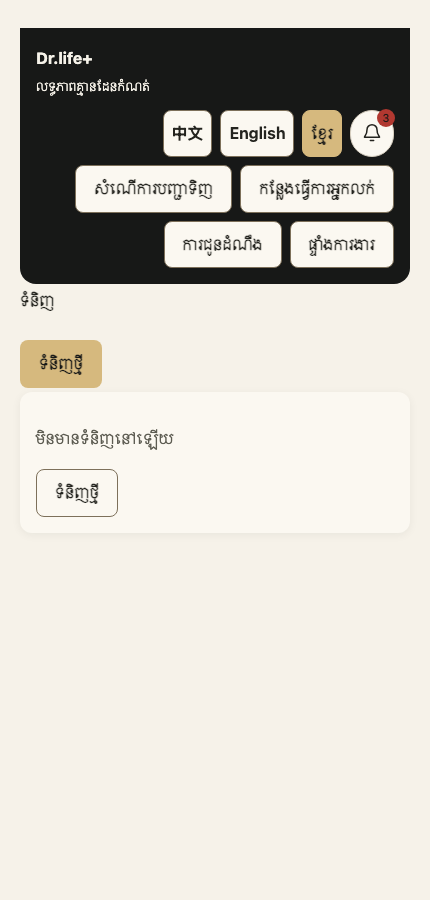 Dr.life+
លទ្ធភាពគ្មានដែនកំណត់
中文
English
ខ្មែរ
3
សំណើការបញ្ជាទិញ
កន្លែងធ្វើការអ្នកលក់
ការជូនដំណឹង
ផ្ទាំងការងារ
ទំនិញ
ទំនិញថ្មី
មិនមានទំនិញនៅឡើយ
ទំនិញថ្មី